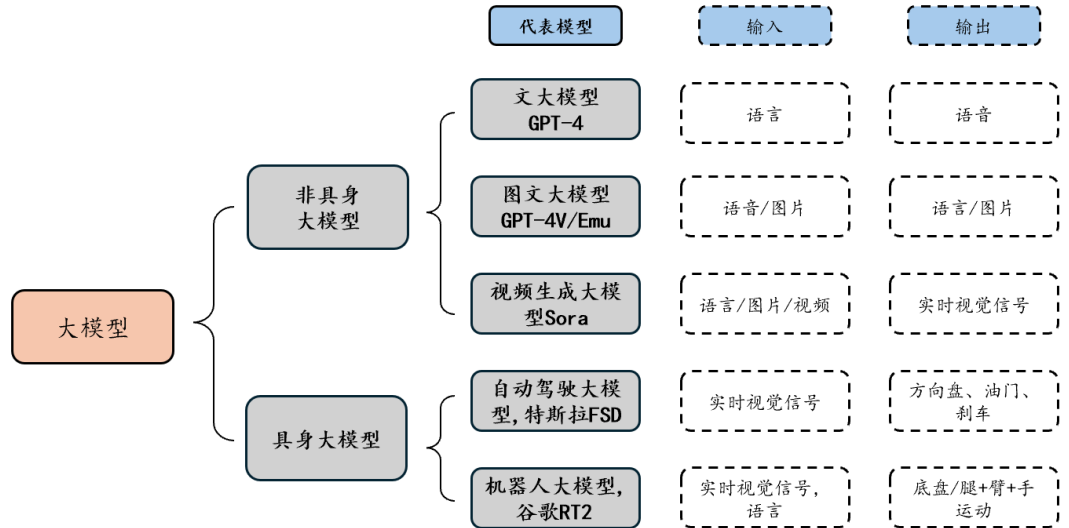 代表模型
输入
输出
文大模型
GPT-4
语言
语音
非具身
大模型
图文大模型
GPT-4V/Emu
语音/图片
语言/图片
视频生成大模
型Sora
语言/图片/视频
实时视觉信号
大模型
自动驾驶大模
型,特斯拉FSD
实时视觉信号
方向盘、油门、
刹车
具身大模型
机器人大模型,
谷歌RT2
实时视觉信号,
语言
底盘/腿+臂+手
运动